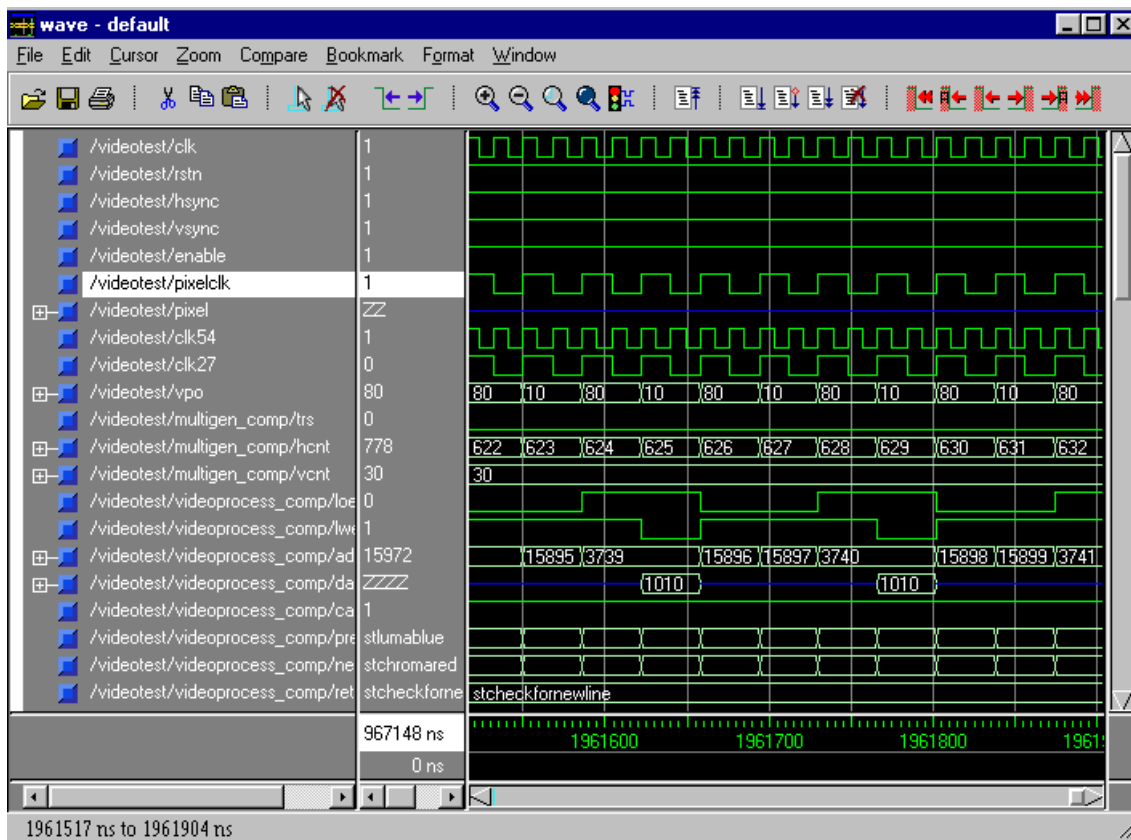 wave - default
File Edit Cursor Zoom Compare Bookmark Format Window
/videotest/clk 1
/videotest/rstn 1
/videotest/hsync 1
/videotest/vsync 1
/videotest/enable 1
/videotest/pixelclk 1
/videotest/pixel ZZ
/videotest/clk54 1
/videotest/clk27 0
/videotest/vpo 80 80 10 80 10 80 10 80 10 80 10 80
/videotest/multigen_comp/trs 0
/videotest/multigen_comp/hcnt 778 622 623 624 625 626 627 628 629 630 631 632
/videotest/multigen_comp/vcnt 30 30
/videotest/videoprocess_comp/loe 0
/videotest/videoprocess_comp/lwe 1
/videotest/videoprocess_comp/ad 15972 15895 3739 15896 15897 3740 15898 15899 3741
/videotest/videoprocess_comp/da ZZZZ 1010 1010
/videotest/videoprocess_comp/ca 1
/videotest/videoprocess_comp/pre stlumablue
/videotest/videoprocess_comp/ne stchromared
/videotest/videoprocess_comp/ret stcheckforne stcheckfornewline
967148 ns 1961600 1961700 1961800 1961
0 ns
1961517 ns to 1961904 ns